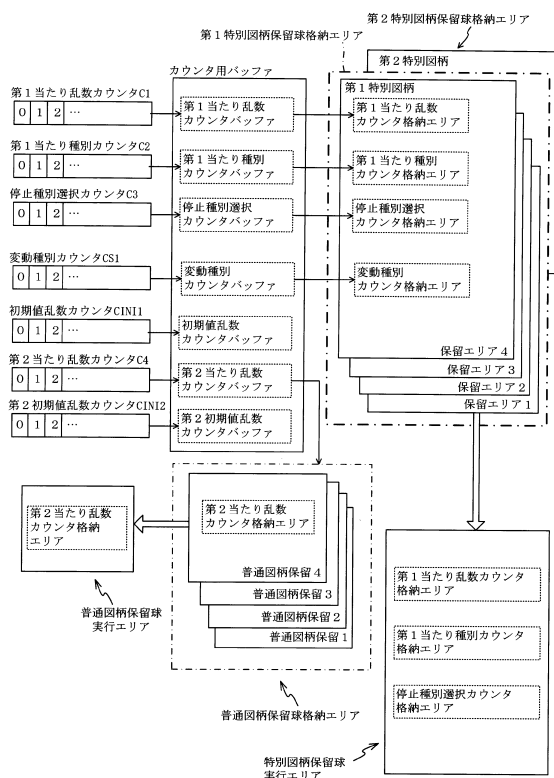 第２特別図柄保留球格納エリア
第１特別図柄保留球格納エリア
第２特別図柄
カウンタ用バッファ
第１特別図柄
第１当たり乱数カウンタC1
0 1 2 …
第１当たり乱数
カウンタバッファ
第１当たり乱数
カウンタ格納エリア
第１当たり種別カウンタC2
0 1 2 …
第１当たり種別
カウンタバッファ
第１当たり種別
カウンタ格納エリア
停止種別選択カウンタC3
0 1 2 …
停止種別選択
カウンタバッファ
停止種別選択
カウンタ格納エリア
変動種別カウンタCS1
0 1 2 …
変動種別
カウンタバッファ
変動種別
カウンタ格納エリア
初期値乱数カウンタCINI1
0 1 2 …
初期値乱数
カウンタバッファ
第２当たり乱数カウンタC4
0 1 2 …
第２当たり乱数
カウンタバッファ
第２初期値乱数カウンタCINI2
0 1 2 …
第２初期値乱数
カウンタバッファ
保留エリア４
保留エリア３
保留エリア２
保留エリア１
第２当たり乱数
カウンタ格納
エリア
普通図柄保留球
実行エリア
第２当たり乱数
カウンタ格納エリア
普通図柄保留４
普通図柄保留３
普通図柄保留２
普通図柄保留１
普通図柄保留球格納エリア
第１当たり乱数カウンタ
格納エリア
第１当たり種別カウンタ
格納エリア
停止種別選択カウンタ
格納エリア
特別図柄保留球
実行エリア